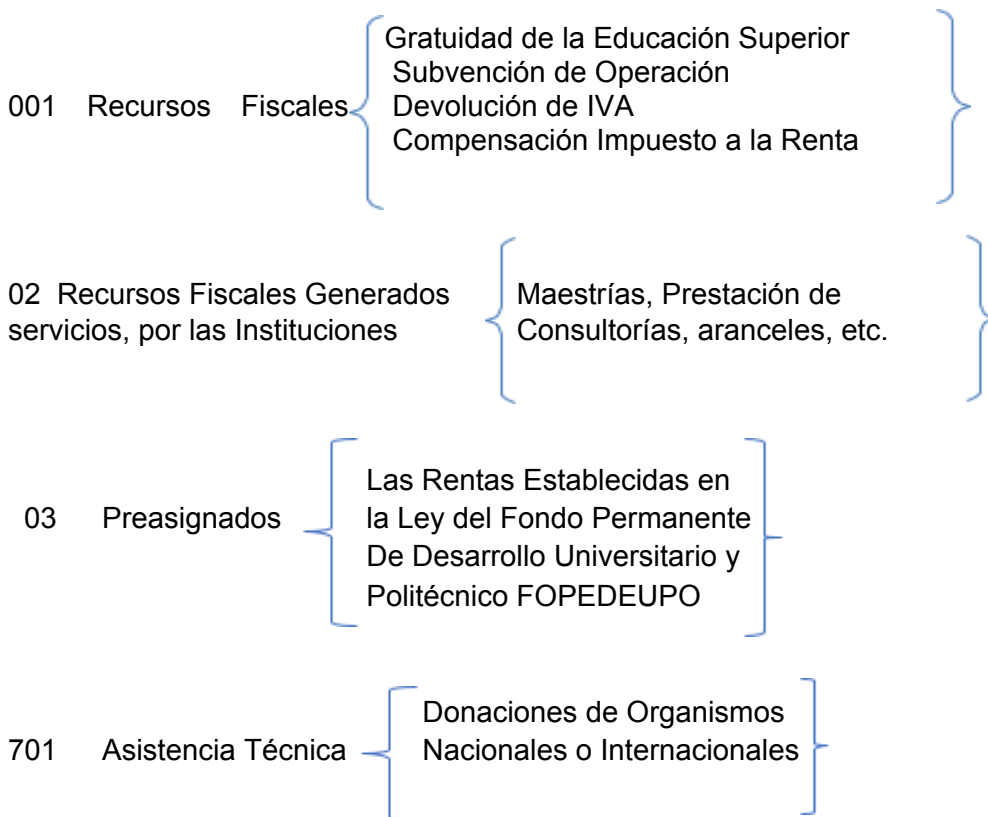 Gratuidad de la Educación Superior
Subvención de Operación
001 Recursos Fiscales Devolución de IVA
Compensación Impuesto a la Renta
02 Recursos Fiscales Generados Maestrías, Prestación de
servicios, por las Instituciones Consultorías, aranceles, etc.
Las Rentas Establecidas en
03 Preasignados la Ley del Fondo Permanente
De Desarrollo Universitario y
Politécnico FOPEDEUPO
Donaciones de Organismos
701 Asistencia Técnica Nacionales o Internacionales